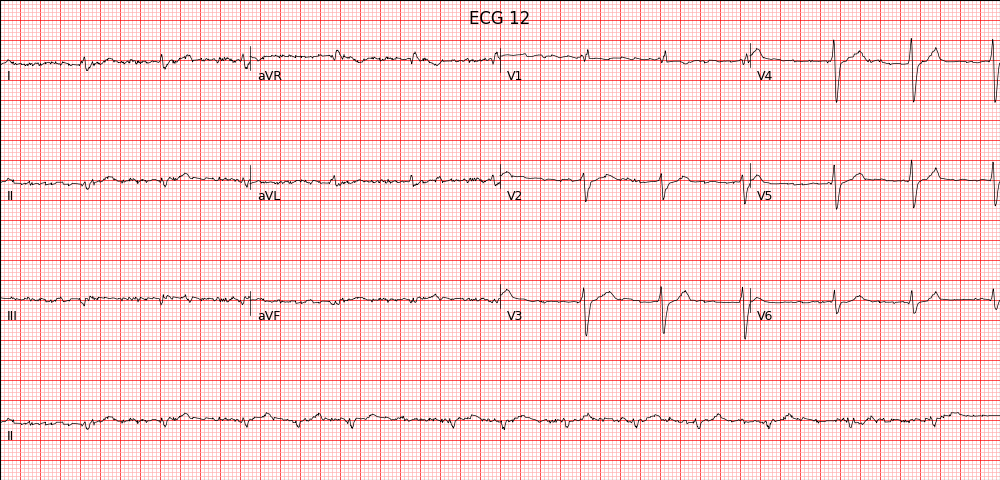 ECG 12
I aVR V1 V4
II aVL V2 V5
III aVF V3 V6
II